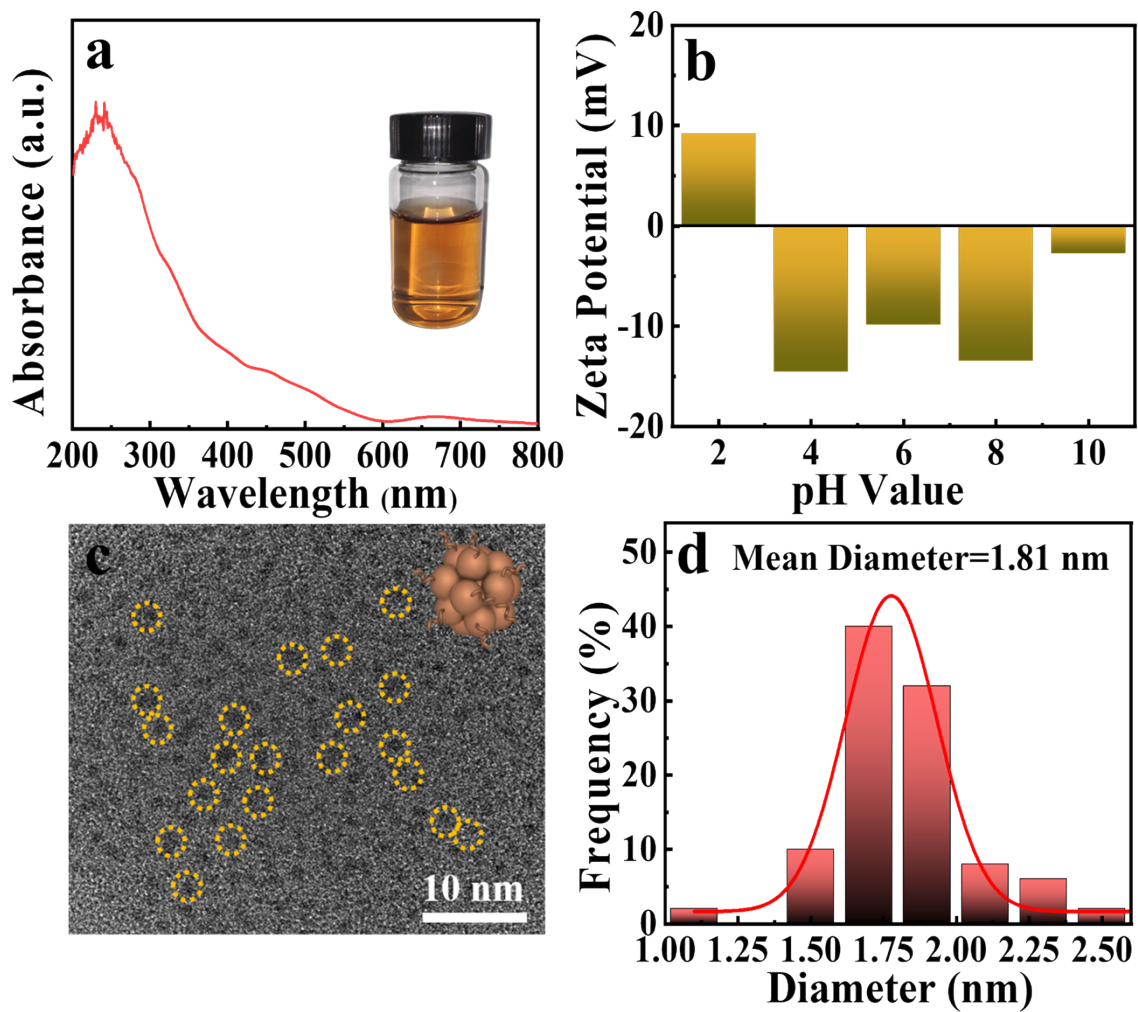 a
Absorbance (a.u.)
200 300 400 500 600 700 800
Wavelength (nm)
b
Zeta Potential (mV)
20
10
0
-10
-20
2 4 6 8 10
pH Value
c
10 nm
d
Mean Diameter=1.81 nm
Frequency (%)
50
40
30
20
10
0
1.00 1.25 1.50 1.75 2.00 2.25 2.50
Diameter (nm)